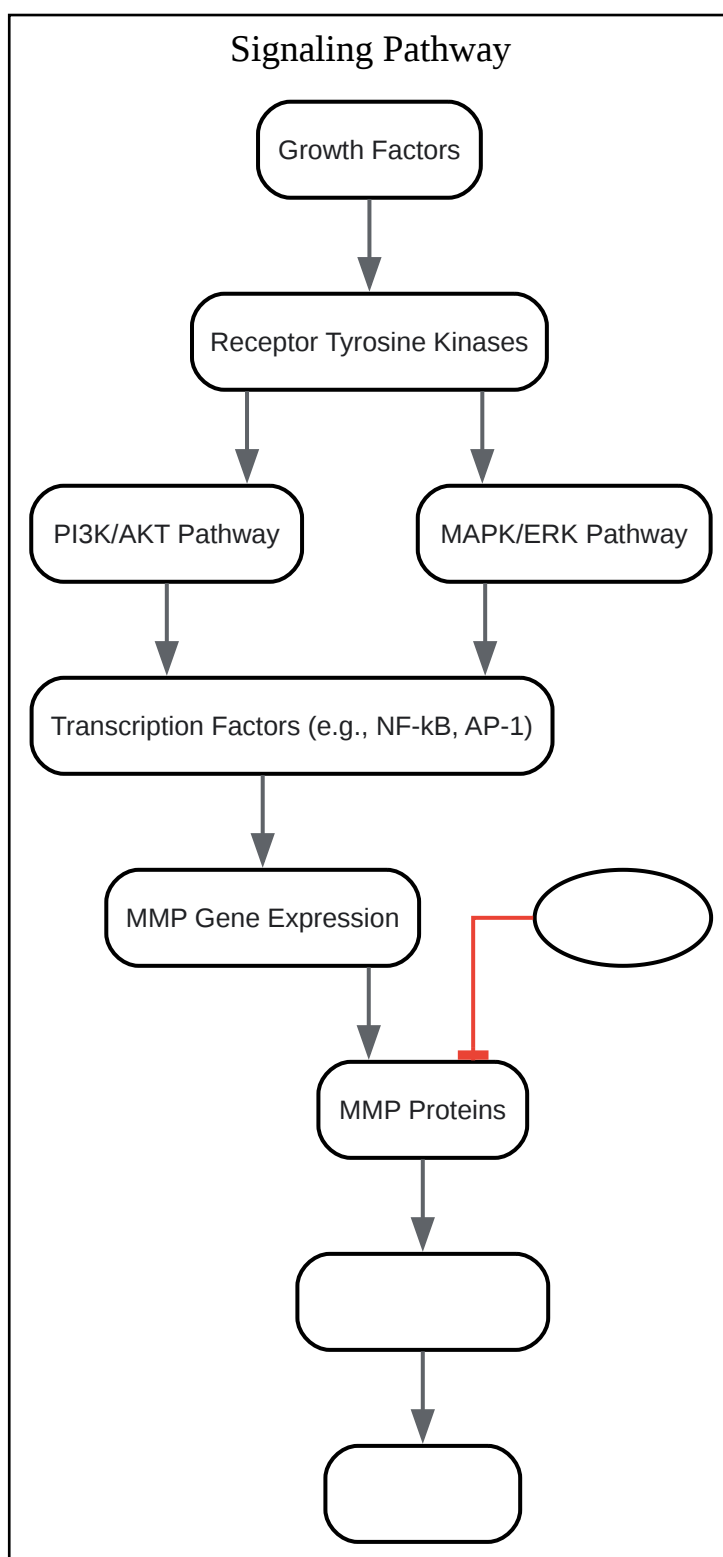 Signaling Pathway
Growth Factors
Receptor Tyrosine Kinases
PI3K/AKT Pathway
MAPK/ERK Pathway
Transcription Factors (e.g., NF-kB, AP-1)
MMP Gene Expression
MMP Proteins